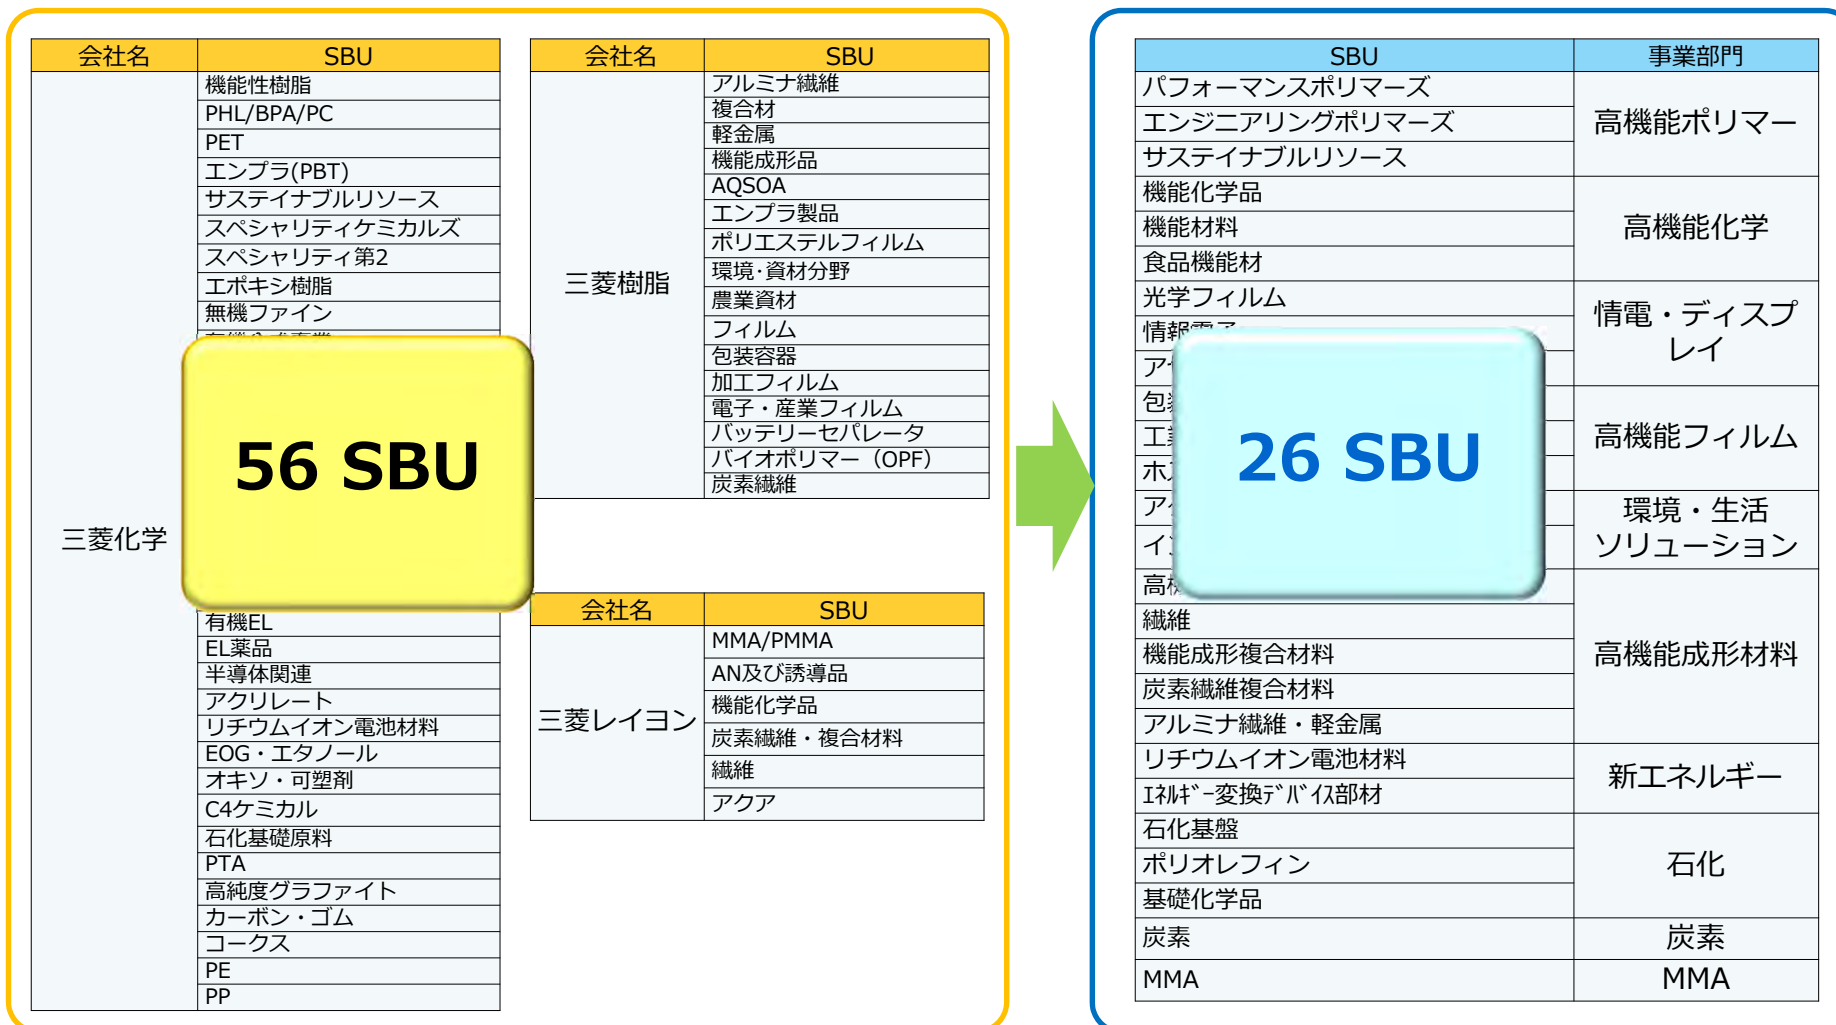 会社名 SBU
三菱化学
機能性樹脂
PHL/BPA/PC
PET
エンプラ(PBT)
サステイナブルリソース
スペシャリティケミカルズ
スペシャリティ第2
エポキシ樹脂
無機ファイン
56 SBU
有機EL
EL薬品
半導体関連
アクリレート
リチウムイオン電池材料
EOG・エタノール
オキソ・可塑剤
C4ケミカル
石化基礎原料
PTA
高純度グラファイト
カーボン・ゴム
コークス
PE
PP
会社名 SBU
三菱樹脂
アルミナ繊維
複合材
軽金属
機能成形品
AQSOA
エンプラ製品
ポリエステルフィルム
環境・資材分野
農業資材
フィルム
包装容器
加工フィルム
電子・産業フィルム
バッテリーセパレータ
バイオポリマー（OPF）
炭素繊維
会社名 SBU
三菱レイヨン
MMA/PMMA
AN及び誘導品
機能化学品
炭素繊維・複合材料
繊維
アクア
SBU 事業部門
パフォーマンスポリマーズ
エンジニアリングポリマーズ
サステイナブルリソース
高機能ポリマー
機能化学品
機能材料
食品機能材
高機能化学
光学フィルム
情報電子
情電・ディスプ
レイ
高機能フィルム
26 SBU
環境・生活
ソリューション
繊維
機能成形複合材料
炭素繊維複合材料
アルミナ繊維・軽金属
高機能成形材料
リチウムイオン電池材料
ｴﾈﾙｷﾞｰ変換ﾃﾞﾊﾞｲｽ部材
新エネルギー
石化基盤
ポリオレフィン
基礎化学品
石化
炭素 炭素
MMA MMA